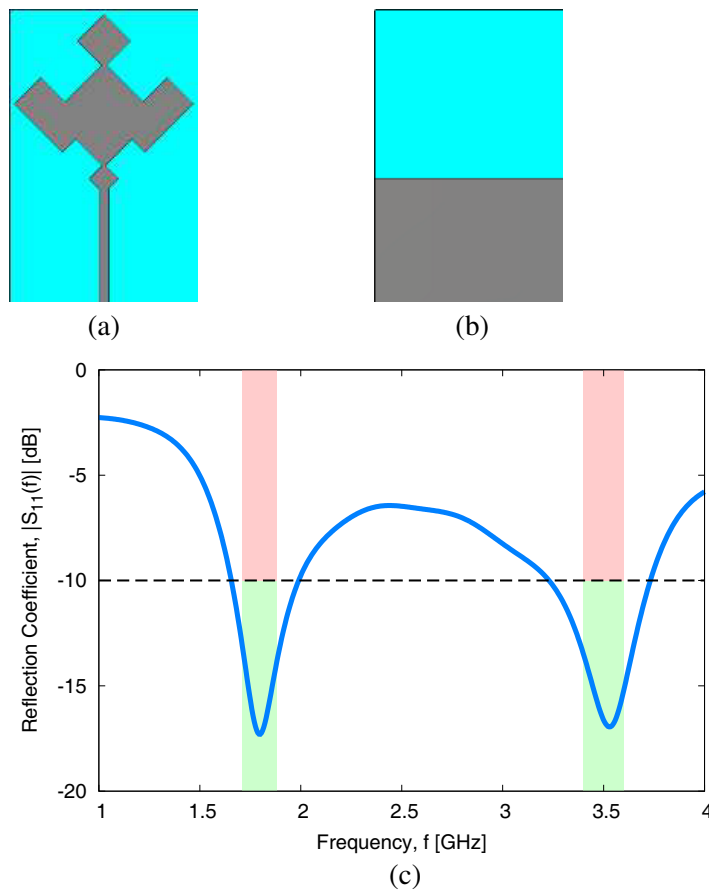 (a)
(b)
Reflection Coefficient, |S₁₁(f)| [dB]
0
-5
-10
-15
-20
1
1.5
2
2.5
3
3.5
4
Frequency, f [GHz]
(c)